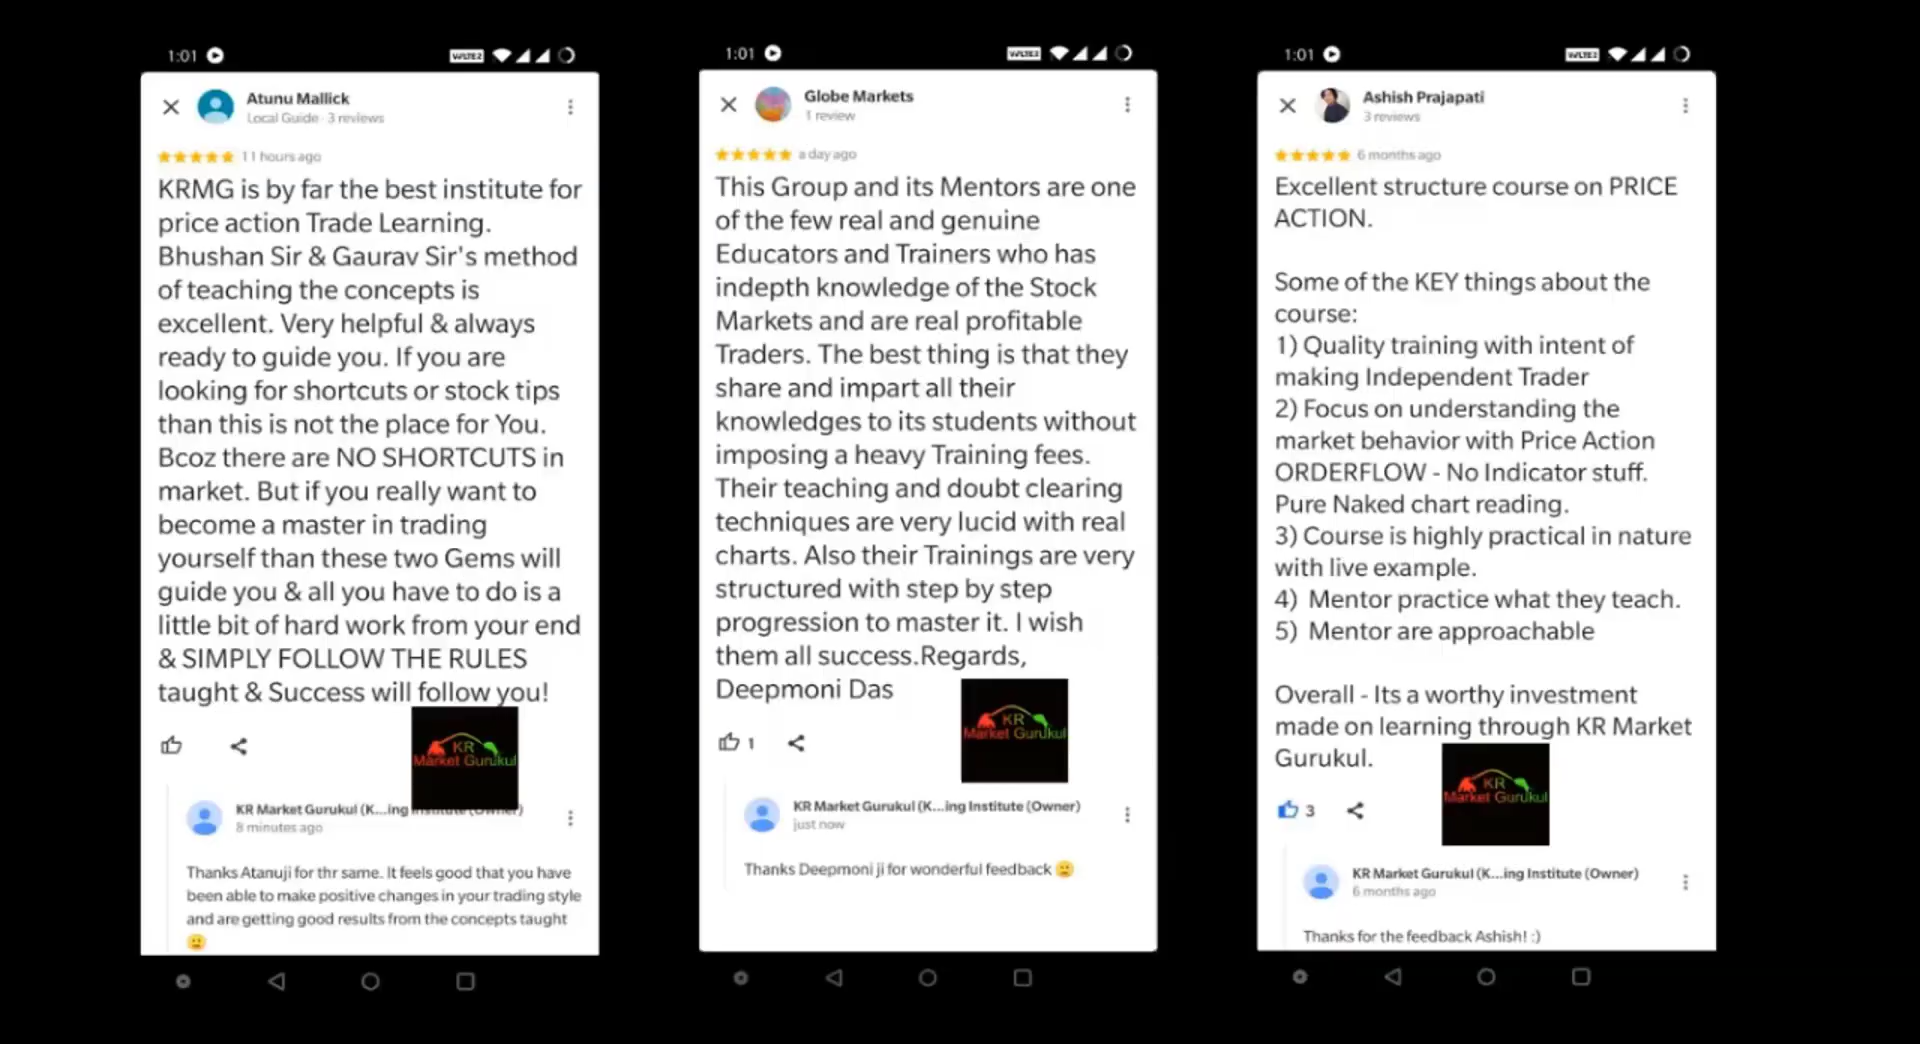 1:01
VoLTE2
Atunu Mallick
Local Guide · 3 reviews
11 hours ago
KRMG is by far the best institute for
price action Trade Learning.
Bhushan Sir & Gaurav Sir's method
of teaching the concepts is
excellent. Very helpful & always
ready to guide you. If you are
looking for shortcuts or stock tips
than this is not the place for You.
Bcoz there are NO SHORTCUTS in
market. But if you really want to
become a master in trading
yourself than these two Gems will
guide you & all you have to do is a
little bit of hard work from your end
& SIMPLY FOLLOW THE RULES
taught & Success will follow you!
KR
Market Gurukul
KR Market Gurukul (K...ing Institute (Owner)
8 minutes ago
Thanks Atanuji for thr same. It feels good that you have
been able to make positive changes in your trading style
and are getting good results from the concepts taught
1:01
VoLTE2
Globe Markets
1 review
a day ago
This Group and its Mentors are one
of the few real and genuine
Educators and Trainers who has
indepth knowledge of the Stock
Markets and are real profitable
Traders. The best thing is that they
share and impart all their
knowledges to its students without
imposing a heavy Training fees.
Their teaching and doubt clearing
techniques are very lucid with real
charts. Also their Trainings are very
structured with step by step
progression to master it. I wish
them all success.Regards,
Deepmoni Das
1
KR
Market Gurukul
KR Market Gurukul (K...ing Institute (Owner)
just now
Thanks Deepmoni ji for wonderful feedback
1:01
VoLTE2
Ashish Prajapati
3 reviews
6 months ago
Excellent structure course on PRICE
ACTION.
Some of the KEY things about the
course:
1) Quality training with intent of
making Independent Trader
2) Focus on understanding the
market behavior with Price Action
ORDERFLOW - No Indicator stuff.
Pure Naked chart reading.
3) Course is highly practical in nature
with live example.
4) Mentor practice what they teach.
5) Mentor are approachable
Overall - Its a worthy investment
made on learning through KR Market
Gurukul.
3
KR
Market Gurukul
KR Market Gurukul (K...ing Institute (Owner)
6 months ago
Thanks for the feedback Ashish! :)